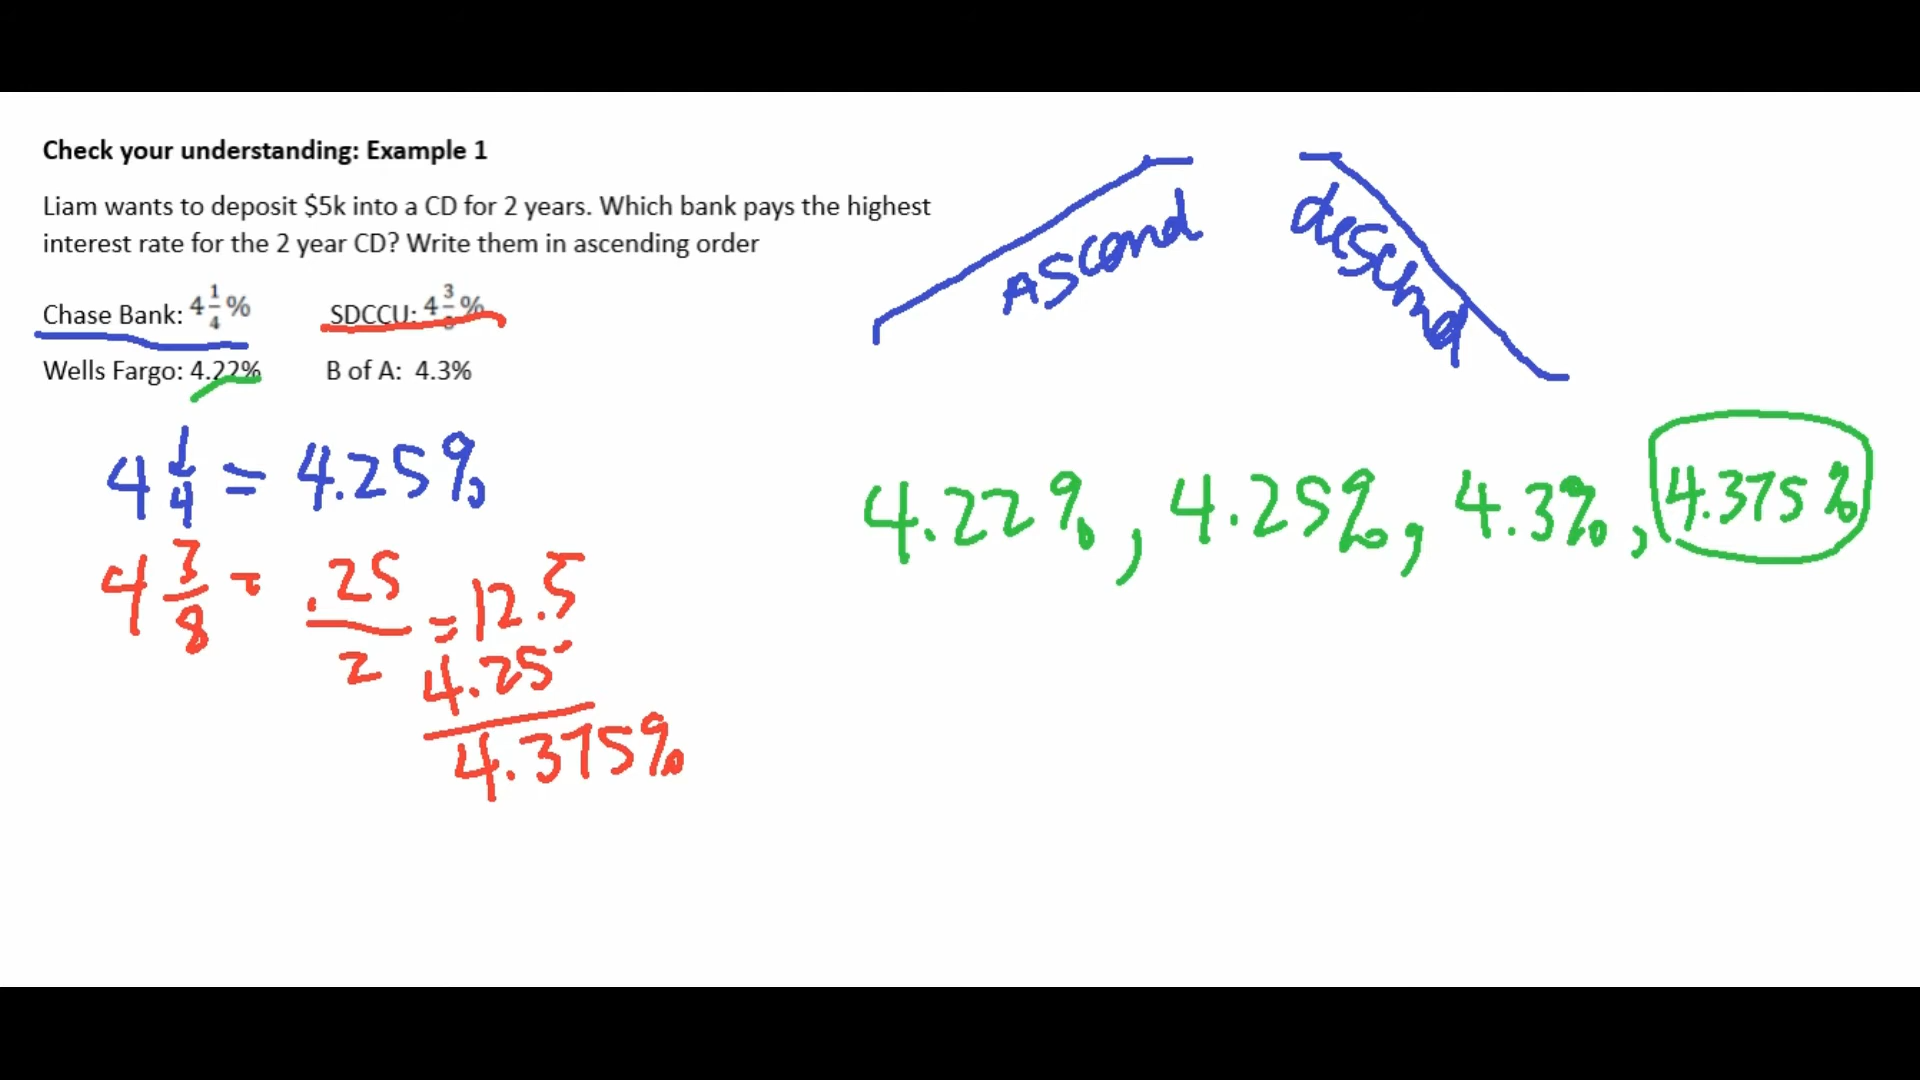 Check your understanding: Example 1
Liam wants to deposit $5k into a CD for 2 years. Which bank pays the highest
interest rate for the 2 year CD? Write them in ascending order
Chase Bank: 4 1/4 %
SDCCU: 4 3/ %
Wells Fargo: 4.22%
B of A: 4.3%
4 1/4 = 4.25%
4 3/8 = .25/2 = 12.5
4.25
4.375%
Ascend
descend
4.22%, 4.25%, 4.3%, 4.375%